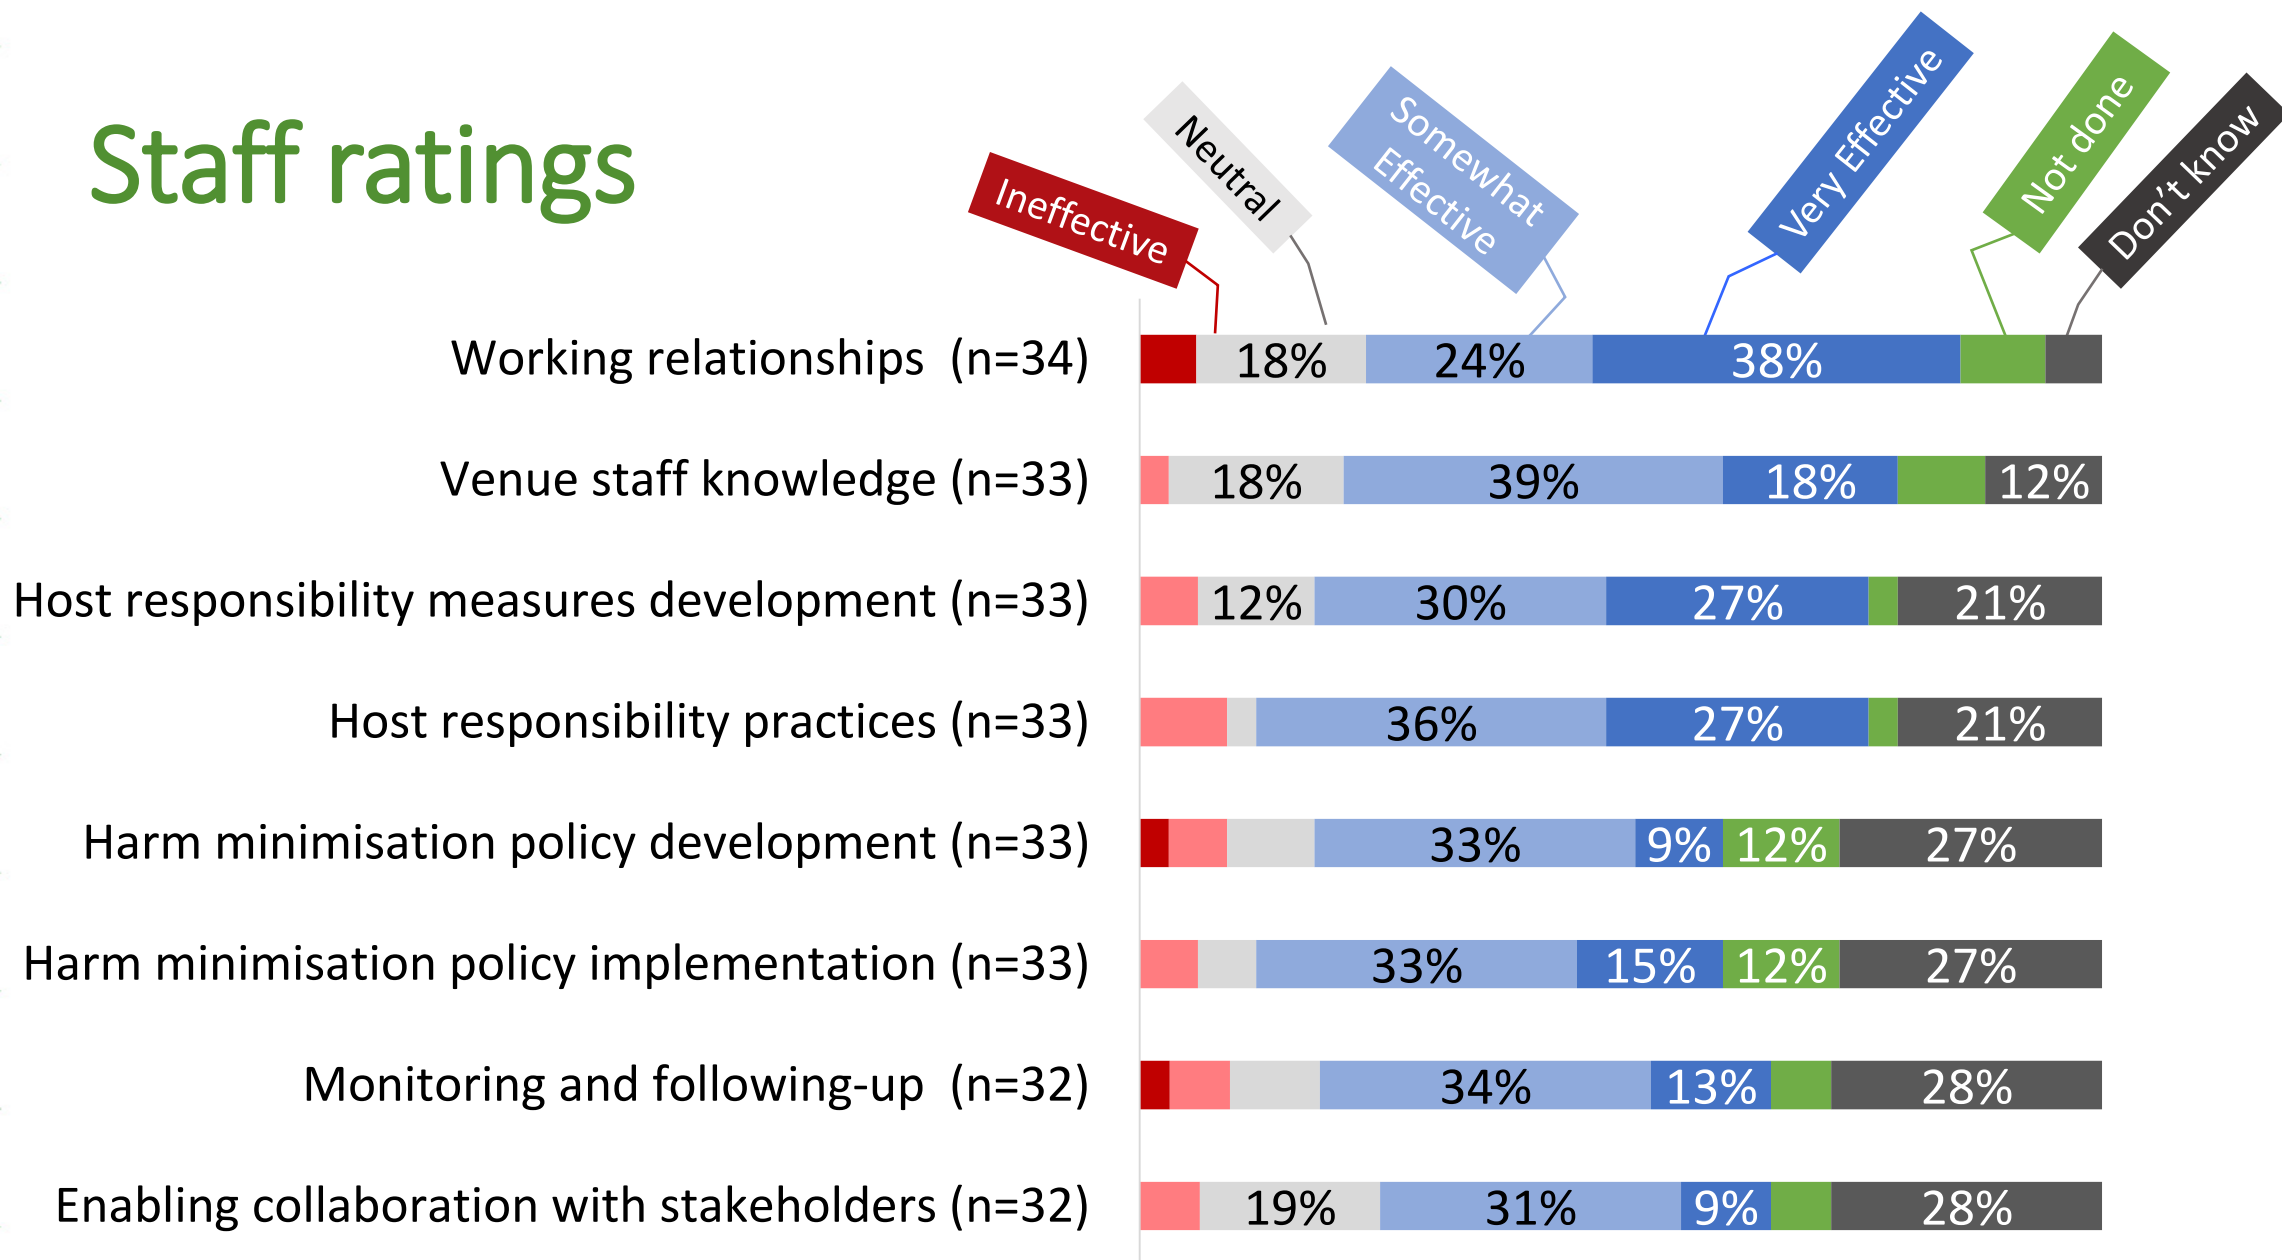 Staff ratings
Ineffective
Neutral
Somewhat
Effective
Very Effective
Not done
Don't know
Working relationships (n=34)
18% 24% 38%
Venue staff knowledge (n=33)
18% 39% 18% 12%
Host responsibility measures development (n=33)
12% 30% 27% 21%
Host responsibility practices (n=33)
36% 27% 21%
Harm minimisation policy development (n=33)
33% 9% 12% 27%
Harm minimisation policy implementation (n=33)
33% 15% 12% 27%
Monitoring and following-up (n=32)
34% 13% 28%
Enabling collaboration with stakeholders (n=32)
19% 31% 9% 28%